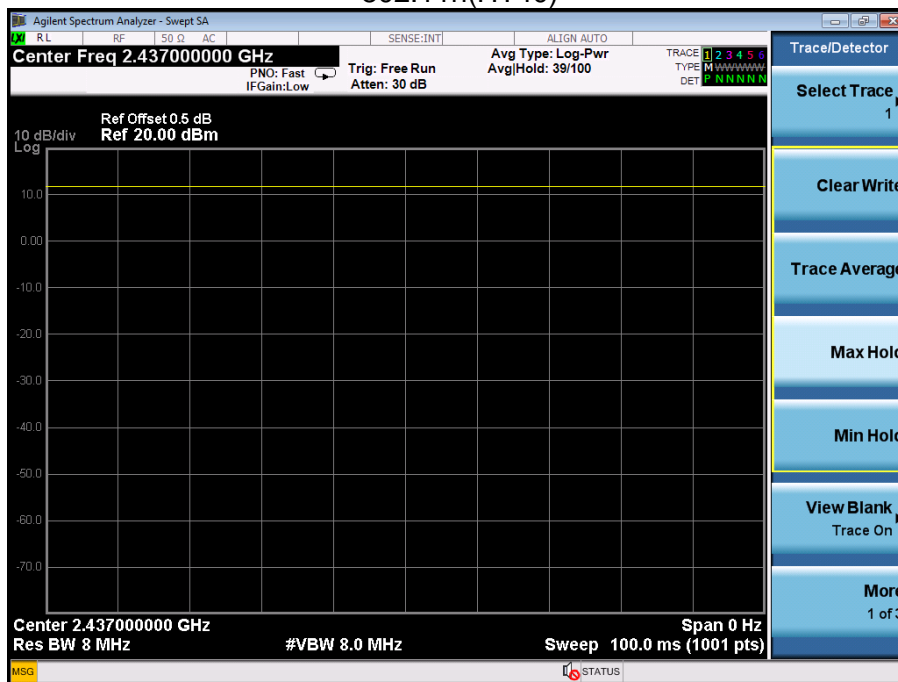 Agilent Spectrum Analyzer - Swept SA
LXI RL RF 50 Ω AC SENSE:INT ALIGN AUTO
Center Freq 2.437000000 GHz
PNO: Fast
IFGain:Low
Trig: Free Run
Atten: 30 dB
Avg Type: Log-Pwr
Avg|Hold: 39/100
TRACE 1 2 3 4 5 6
TYPE M WWWWW
DET P N N N N N
Ref Offset 0.5 dB
10 dB/div Ref 20.00 dBm
Log
10.0
0.00
-10.0
-20.0
-30.0
-40.0
-50.0
-60.0
-70.0
Center 2.437000000 GHz Span 0 Hz
Res BW 8 MHz #VBW 8.0 MHz Sweep 100.0 ms (1001 pts)
MSG STATUS
Trace/Detector
Select Trace
1
Clear Write
Trace Average
Max Hold
Min Hold
View Blank
Trace On
More
1 of 3